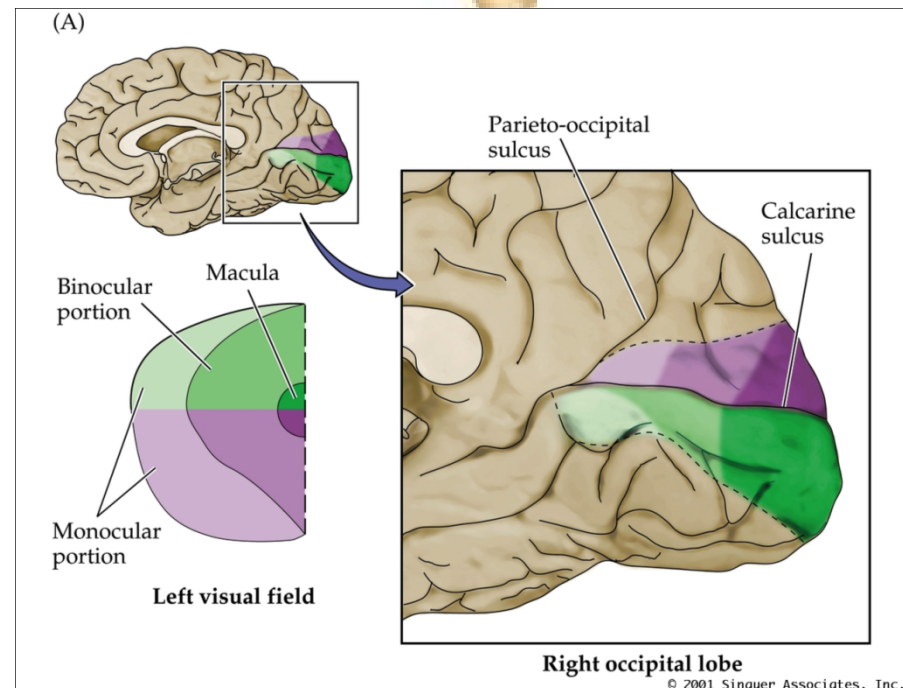 (A)
Parieto-occipital
sulcus
Calcarine
sulcus
Binocular
portion
Macula
Monocular
portion
Left visual field
Right occipital lobe
© 2001 Sinauer Associates, Inc.